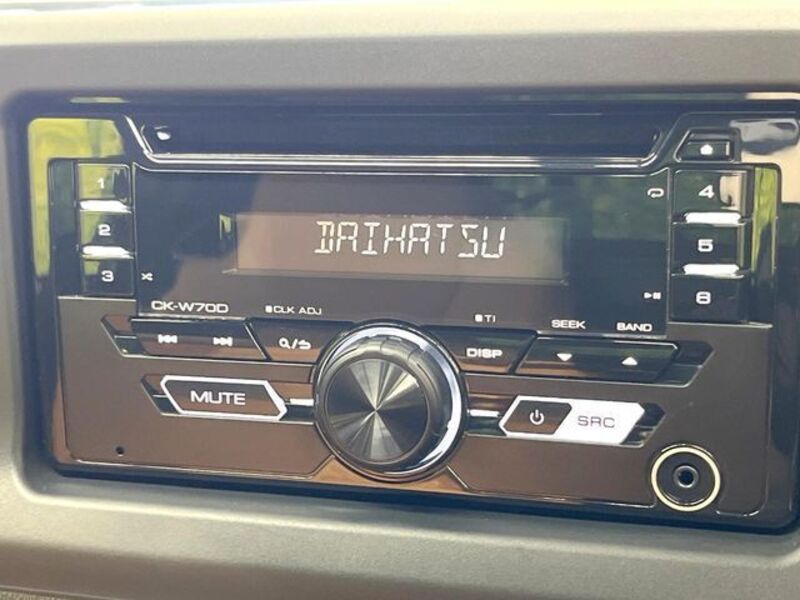 1
2
3
4
5
6
DAIHATSU
CK-W70D
CLK ADJ
TI
SEEK
BAND
DISP
MUTE
SRC